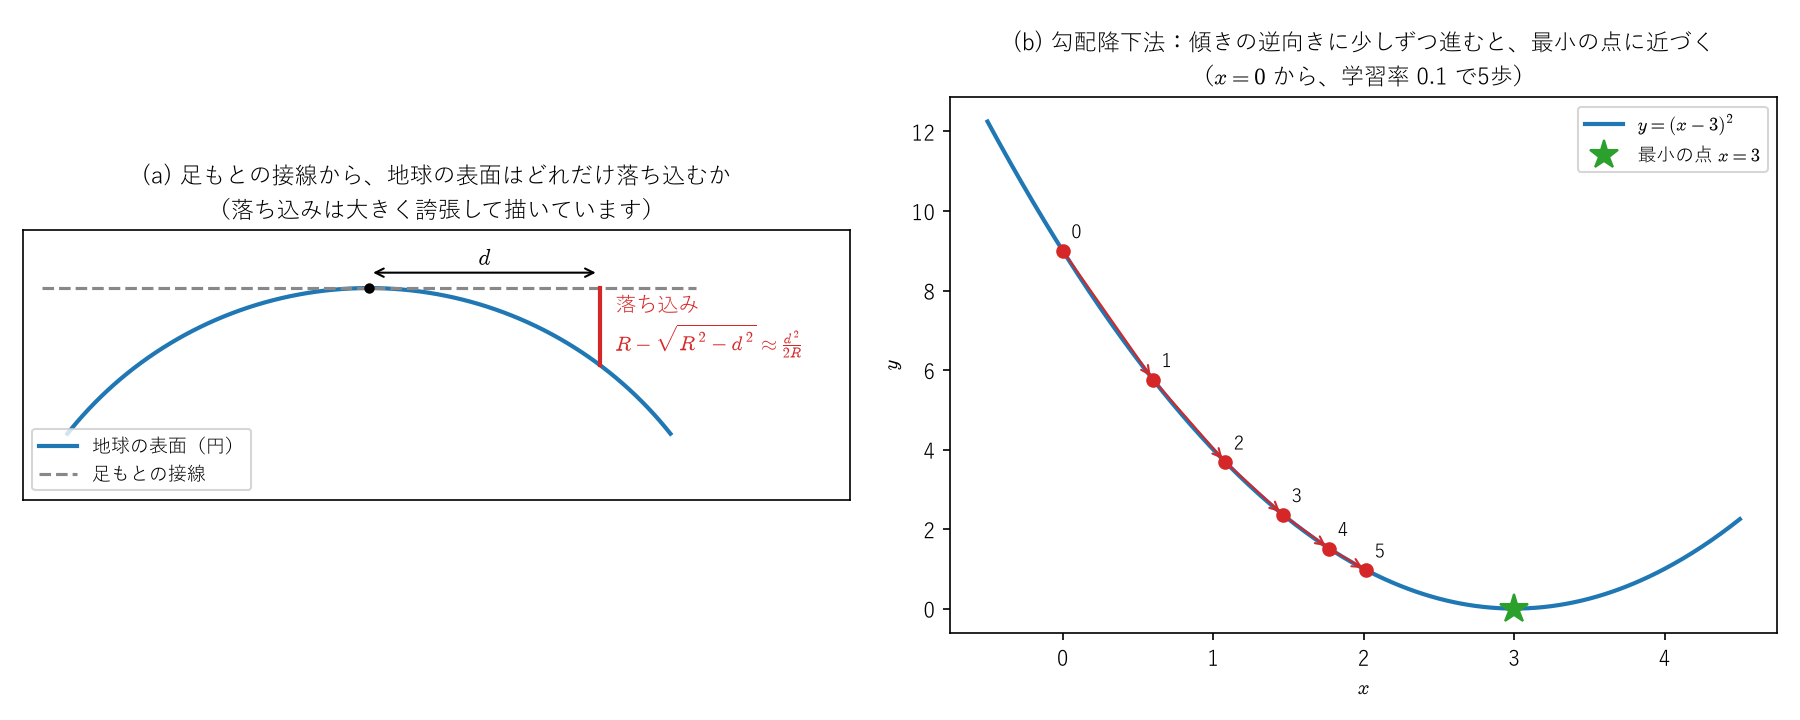 (a) 足もとの接線から、地球の表面はどれだけ落ち込むか
（落ち込みは大きく誇張して描いています）
d
落ち込み
R − √(R² − d²) ≈ d²/2R
地球の表面（円）
足もとの接線
(b) 勾配降下法：傾きの逆向きに少しずつ進むと、最小の点に近づく
（x = 0 から、学習率 0.1 で5歩）
y = (x − 3)²
最小の点 x = 3
12
10
8
6
4
2
0
y
0
1
2
3
4
5
0 1 2 3 4
x